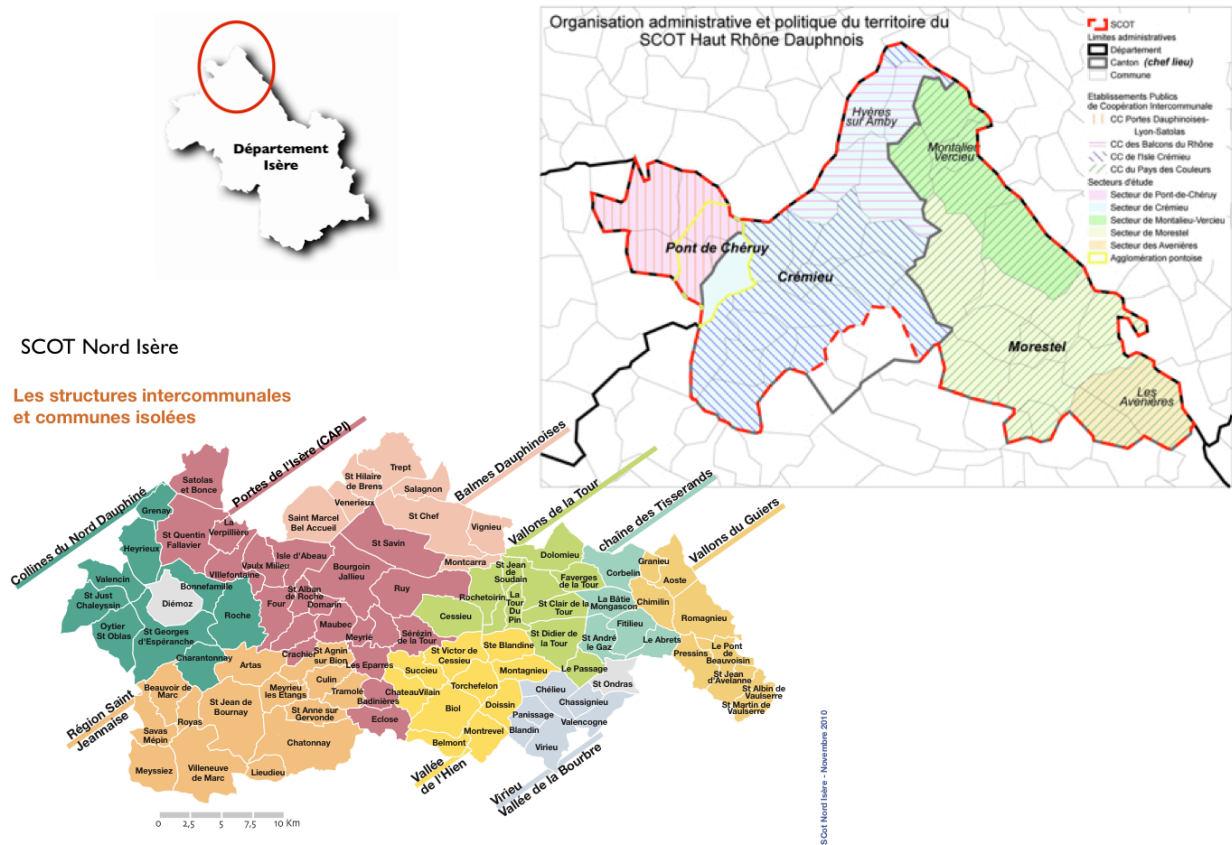 Département
Isère
Organisation administrative et politique du territoire du
SCOT Haut Rhône Dauphnois
SCOT
Limites administratives
Département
Canton (chef lieu)
Commune
Etablissements Publics
de Coopération Intercommunale
CC Portes Dauphinoises-
Lyon-Satolas
CC des Balcons du Rhône
CC de l'Isle Crémieu
CC du Pays des Couleurs
Secteurs d'étude
Secteur de Pont-de-Chéruy
Secteur de Crémieu
Secteur de Montalieu-Vercieu
Secteur de Morestel
Secteur des Avenières
Agglomération pontoise
Hyères
sur Amby
Montalieu
Vercieu
Pont de Chéruy
Crémieu
Morestel
Les
Avenières
SCOT Nord Isère
Les structures intercommunales
et communes isolées
Collines du Nord Dauphiné
Portes de l'Isère (CAPI)
Balmes Dauphinoises
Vallons de la Tour
chaîne des Tisserands
Vallons du Guiers
Satolas
et Bonce
Grenay
St Quentin
Fallavier
La
Verpillière
Heyrieux
Villefontaine
Vaulx Milieu
Isle d'Abeau
Saint Marcel
Bel Accueil
Venerieux
St Hilaire
de Brens
Trept
Salagnon
St Chef
Vignieu
Montcarra
St Savin
Bourgoin
Jallieu
Ruy
Valencin
St Just
Chaleyssin
Diémoz
Bonnefamille
Roche
Oytier
St Oblas
St Georges
d'Espéranche
Charantonnay
Four
St Alban
de Roche
Domarin
Maubec
Meyrié
Sérézin
de la Tour
Crachier
Les Eparres
Badinières
Eclose
Dolomieu
St Jean
de
Soudain
Faverges
de la Tour
Rochetoirin
La
Tour
Du
Pin
St Clair de la
Tour
Cessieu
St Didier de
la Tour
Le Passage
Corbelin
La Bâtie
Mongascon
Fitilieu
St André
le Gaz
Le Abrets
Granieu
Aoste
Chimilin
Romagnieu
Pressins
Le Pont
de
Beauvoisin
St Jean
d'Avelanne
St Albin de
Vaulserre
St Martin de
Vaulserre
St Ondras
Artas
St Agnin
sur Bion
Beauvoir de
Marc
Meyrieu
les Etangs
Culin
Tramolé
Royas
St Jean de
Bournay
St Anne sur
Gervonde
Savas
Mépin
Chatonnay
Meyssiez
Villeneuve
de Marc
Lieudieu
St Victor de
Cessieu
Ste Blandine
Succieu
Montagnieu
ChateauVilain
Torchefelon
Biol
Doissin
Montrevel
Belmont
Chélieu
Chassignieu
Panissage
Valencogne
Blandin
Virieu
Région Saint
Jeannaise
Vallée
de l'Hien
Virieu
Vallée de la Bourbre
0 2,5 5 10 Km
SCot Nord Isère - Novembre 2010